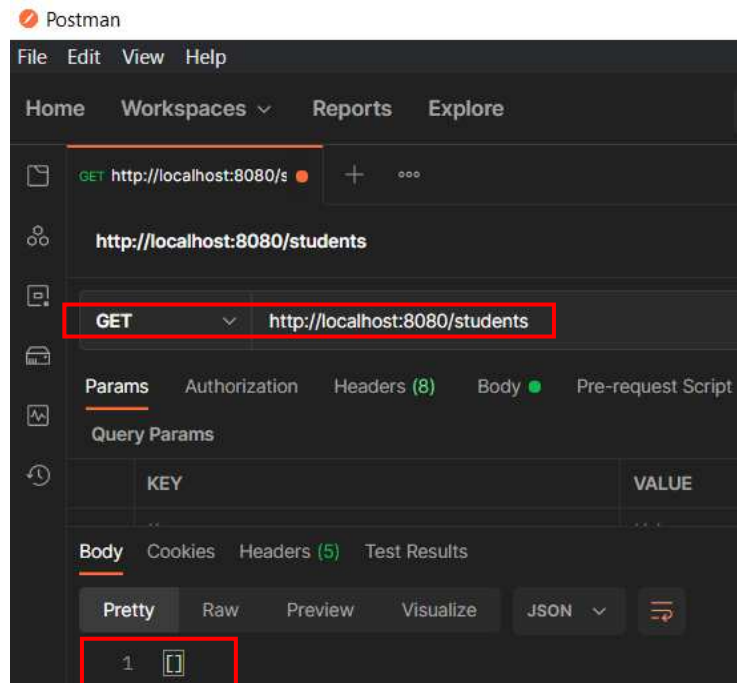 Postman
File Edit View Help
Home Workspaces Reports Explore
GET http://localhost:8080/s
http://localhost:8080/students
GET http://localhost:8080/students
Params Authorization Headers (8) Body Pre-request Script
Query Params
KEY VALUE
Body Cookies Headers (5) Test Results
Pretty Raw Preview Visualize JSON
1 []